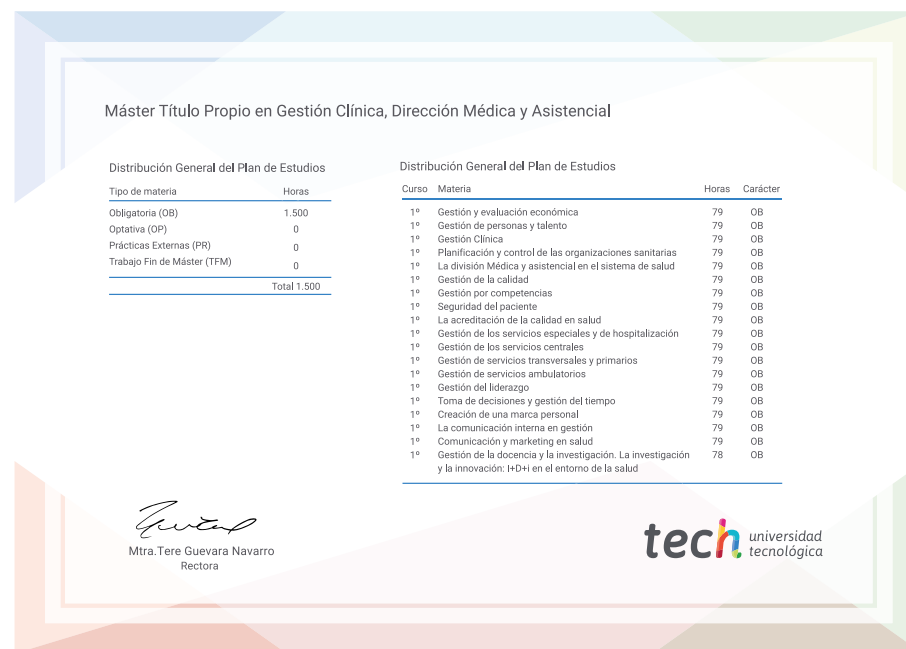 Máster Título Propio en Gestión Clínica, Dirección Médica y Asistencial
Distribución General del Plan de Estudios
Tipo de materia Horas
Obligatoria (OB) 1.500
Optativa (OP) 0
Prácticas Externas (PR) 0
Trabajo Fin de Máster (TFM) 0
Total 1.500
Distribución General del Plan de Estudios
Curso Materia Horas Carácter
1º Gestión y evaluación económica 79 OB
1º Gestión de personas y talento 79 OB
1º Gestión Clínica 79 OB
1º Planificación y control de las organizaciones sanitarias 79 OB
1º La división Médica y asistencial en el sistema de salud 79 OB
1º Gestión de la calidad 79 OB
1º Gestión por competencias 79 OB
1º Seguridad del paciente 79 OB
1º La acreditación de la calidad en salud 79 OB
1º Gestión de los servicios especiales y de hospitalización 79 OB
1º Gestión de los servicios centrales 79 OB
1º Gestión de servicios transversales y primarios 79 OB
1º Gestión de servicios ambulatorios 79 OB
1º Gestión del liderazgo 79 OB
1º Toma de decisiones y gestión del tiempo 79 OB
1º Creación de una marca personal 79 OB
1º La comunicación interna en gestión 79 OB
1º Comunicación y marketing en salud 79 OB
1º Gestión de la docencia y la investigación. La investigación 78 OB
y la innovación: I+D+i en el entorno de la salud
Mtra.Tere Guevara Navarro
Rectora
tech universidad
tecnológica